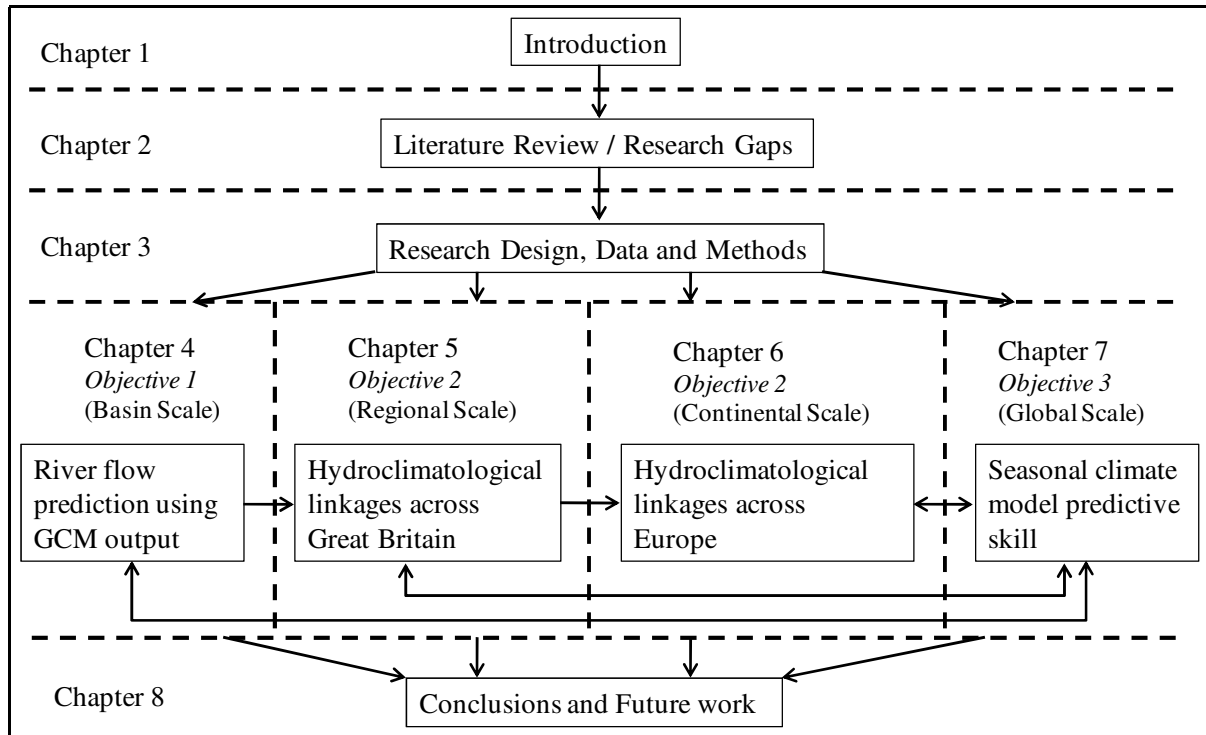 Chapter 1
Introduction
Chapter 2
Literature Review / Research Gaps
Chapter 3
Research Design, Data and Methods
Chapter 4
Objective 1
(Basin Scale)
River flow
prediction using
GCM output
Chapter 5
Objective 2
(Regional Scale)
Hydroclimatological
linkages across
Great Britain
Chapter 6
Objective 2
(Continental Scale)
Hydroclimatological
linkages across
Europe
Chapter 7
Objective 3
(Global Scale)
Seasonal climate
model predictive
skill
Chapter 8
Conclusions and Future work